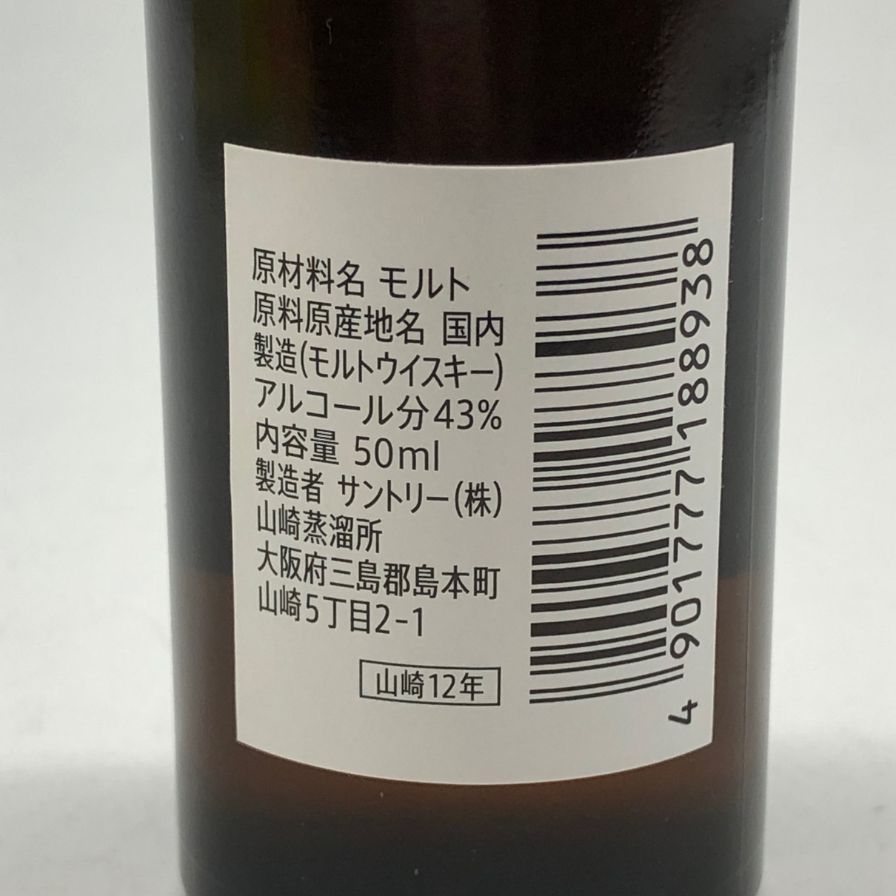 原材料名 モルト
原料原産地名 国内
製造(モルトウイスキー)
アルコール分43%
内容量 50ml
製造者 サントリー(株)
山崎蒸溜所
大阪府三島郡島本町
山崎5丁目2-1
山崎12年
4 901777 188938